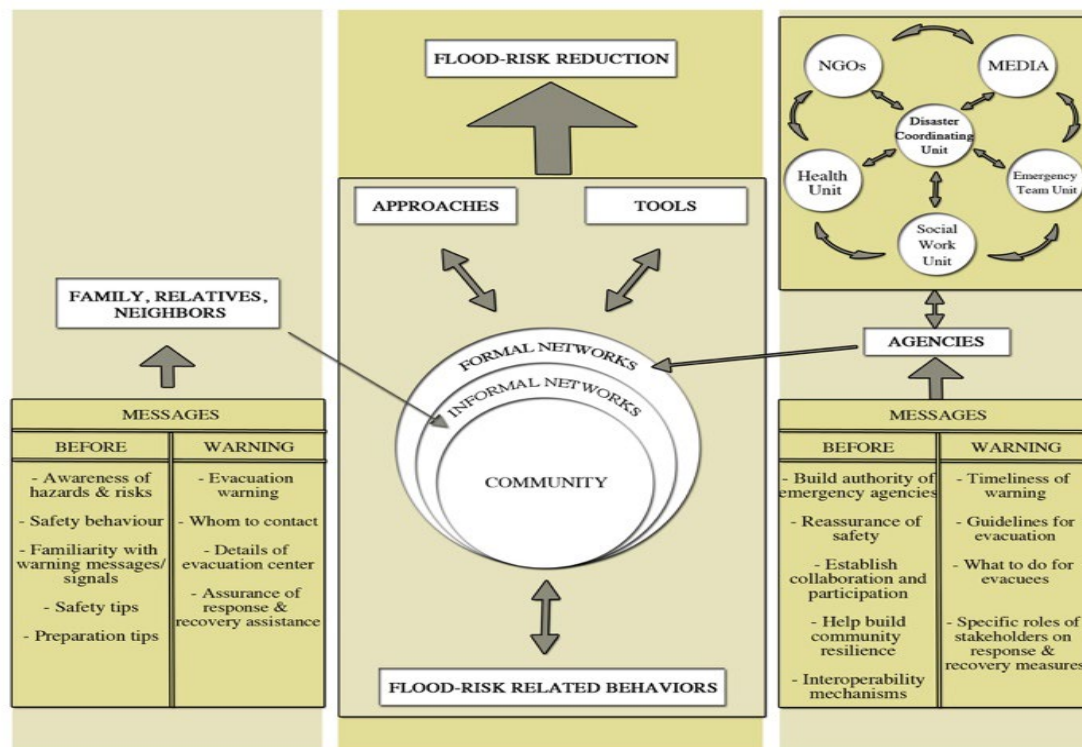 FLOOD-RISK REDUCTION
APPROACHES
TOOLS
FAMILY, RELATIVES,
NEIGHBORS
FORMAL NETWORKS
INFORMAL NETWORKS
COMMUNITY
FLOOD-RISK RELATED BEHAVIORS
NGOs
MEDIA
Disaster
Coordinating
Unit
Health
Unit
Emergency
Team Unit
Social
Work
Unit
AGENCIES
MESSAGES
BEFORE
- Awareness of
hazards & risks
- Safety behaviour
- Familiarity with
warning messages/
signals
- Safety tips
- Preparation tips
WARNING
- Evacuation
warning
- Whom to contact
- Details of
evacuation center
- Assurance of
response &
recovery assistance
MESSAGES
BEFORE
- Build authority of
emergency agencies
- Reassurance of
safety
- Establish
collaboration and
participation
- Help build
community
resilience
- Interoperability
mechanisms
WARNING
- Timeliness of
warning
- Guidelines for
evacuation
- What to do for
evacuees
- Specific roles of
stakeholders on
response &
recovery measures